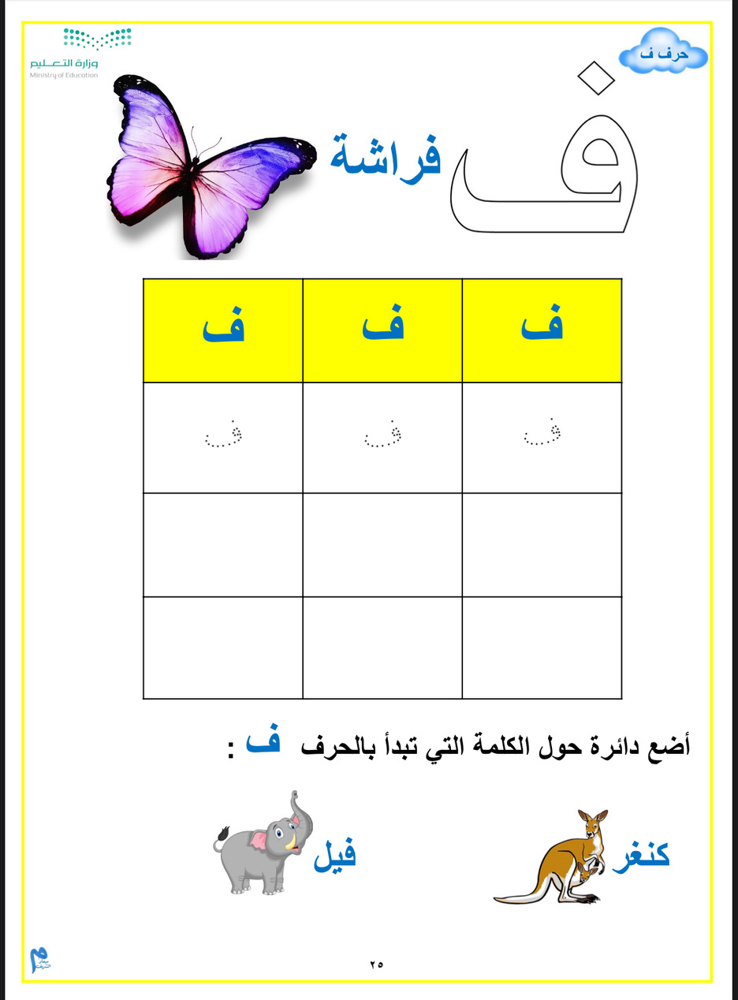 حرف ف
وزارة التعليم
Ministry of Education
ف
فراشة
ف ف ف
ف ف ف
أضع دائرة حول الكلمة التي تبدأ بالحرف ف :
كنغر
فيل
٢٥